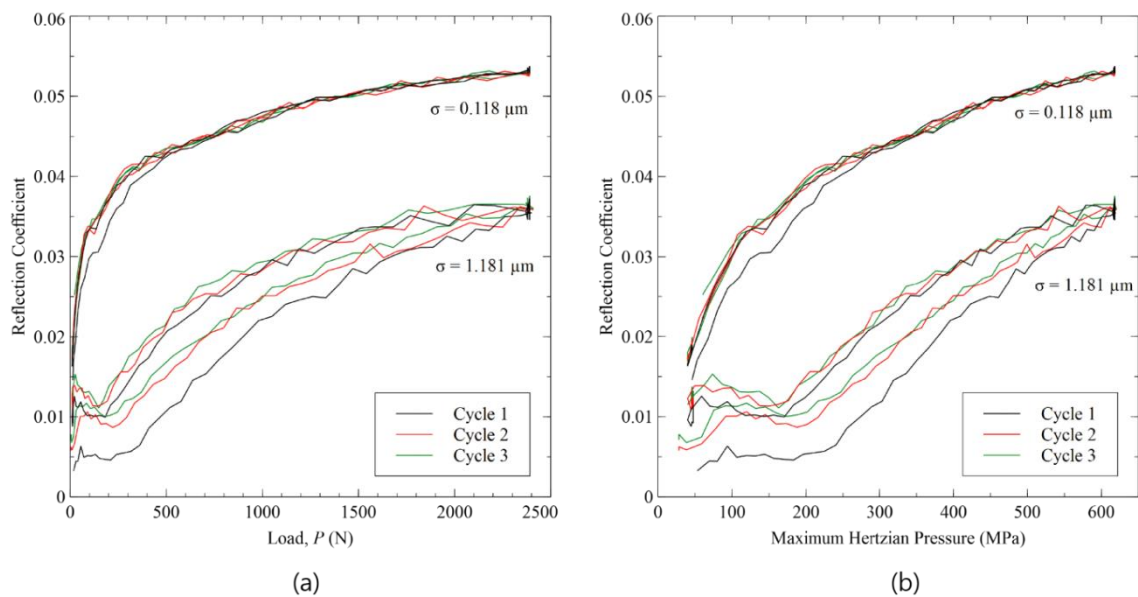 0.06
0.05
0.04
0.03
0.02
0.01
0
Reflection Coefficient
σ = 0.118 µm
σ = 1.181 µm
Cycle 1
Cycle 2
Cycle 3
0 500 1000 1500 2000 2500
Load, P (N)
(a)
0.06
0.05
0.04
0.03
0.02
0.01
0
Reflection Coefficient
σ = 0.118 µm
σ = 1.181 µm
Cycle 1
Cycle 2
Cycle 3
0 100 200 300 400 500 600
Maximum Hertzian Pressure (MPa)
(b)